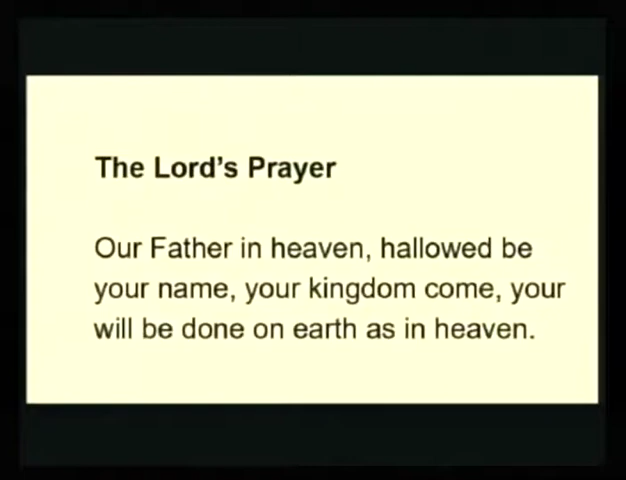 The Lord’s Prayer
Our Father in heaven, hallowed be
your name, your kingdom come, your
will be done on earth as in heaven.